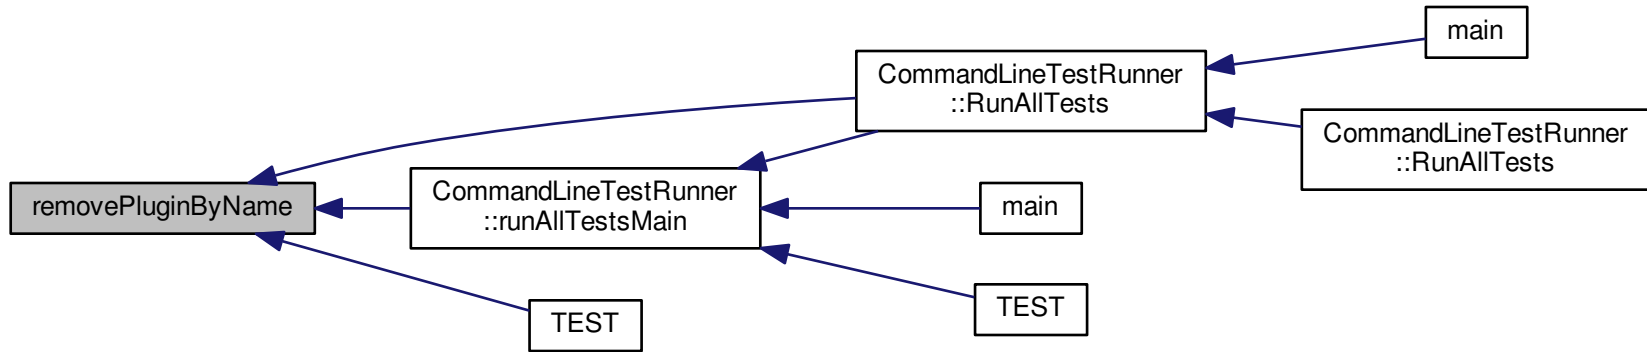 main
CommandLineTestRunner
::RunAllTests
CommandLineTestRunner
::RunAllTests
removePluginByName
CommandLineTestRunner
::runAllTestsMain
main
TEST
TEST